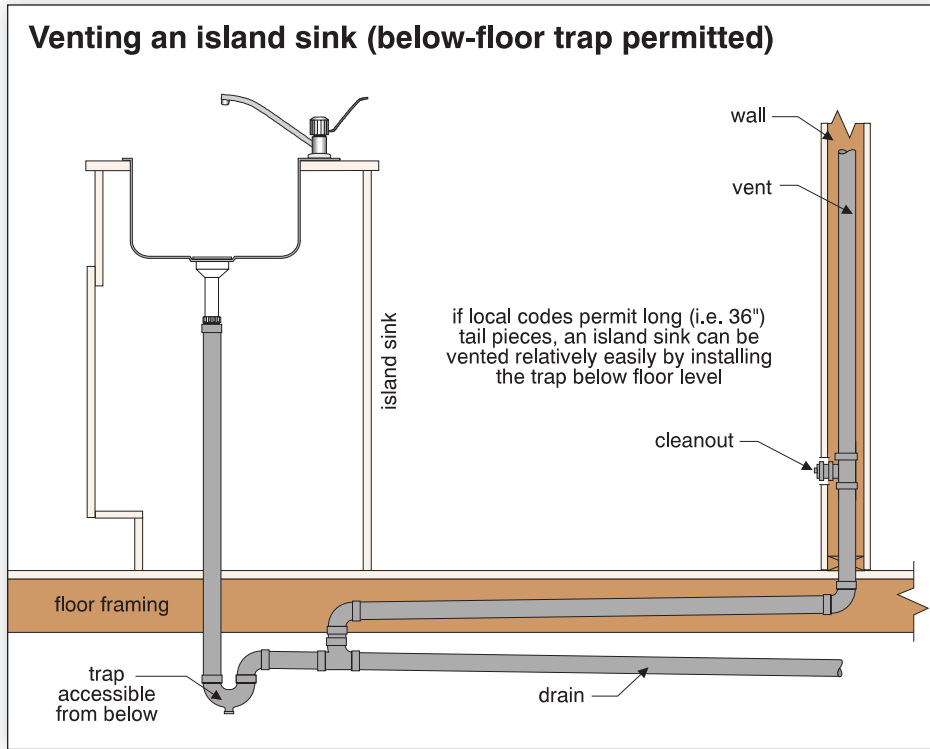 Venting an island sink (below-floor trap permitted)
wall
vent
if local codes permit long (i.e. 36")
tail pieces, an island sink can be
vented relatively easily by installing
the trap below floor level
island sink
cleanout
floor framing
trap
accessible
from below
drain